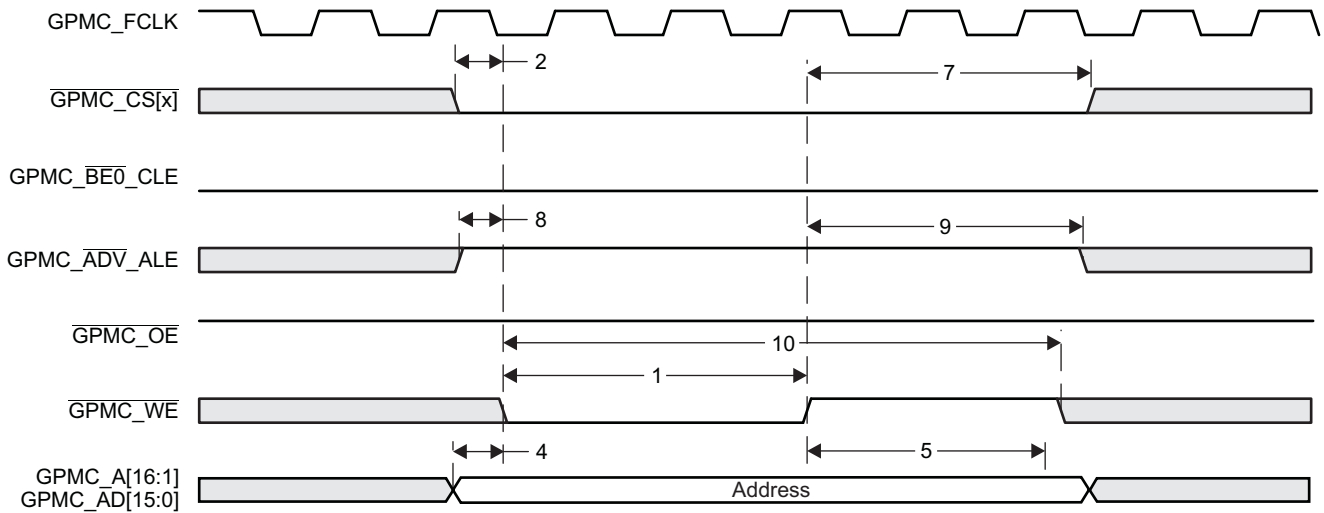 GPMC_FCLK
2
7
GPMC_CS[x]
GPMC_BE0_CLE
8
9
GPMC_ADV_ALE
GPMC_OE
10
1
GPMC_WE
4
5
GPMC_A[16:1]
GPMC_AD[15:0]
Address